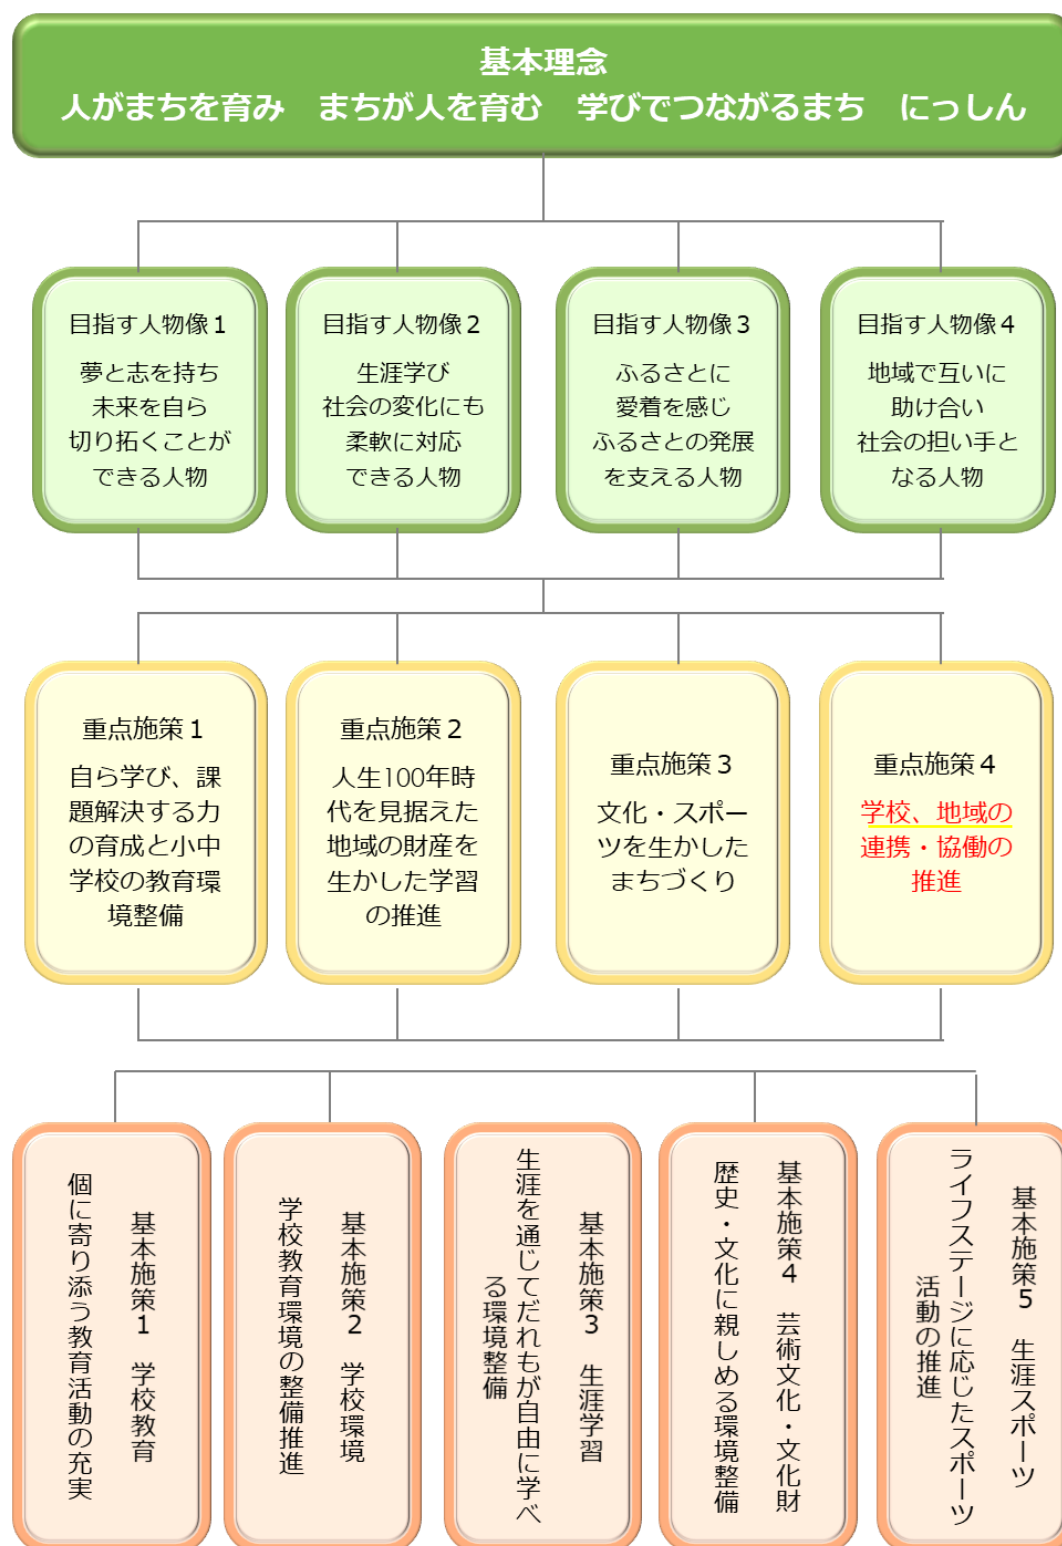 基本理念
人がまちを育み　まちが人を育む　学びでつながるまち　にっしん
目指す人物像１
夢と志を持ち
未来を自ら
切り拓くことが
できる人物
目指す人物像２
生涯学び
社会の変化にも
柔軟に対応
できる人物
目指す人物像３
ふるさとに
愛着を感じ
ふるさとの発展
を支える人物
目指す人物像４
地域で互いに
助け合い
社会の担い手と
なる人物
重点施策１
自ら学び、課
題解決する力
の育成と小中
学校の教育環
境整備
重点施策２
人生100年時
代を見据えた
地域の財産を
生かした学習
の推進
重点施策３
文化・スポー
ツを生かした
まちづくり
重点施策４
学校、地域の
連携・協働の
推進
基本施策１　学校教育
個に寄り添う教育活動の充実
基本施策２　学校環境
学校教育環境の整備推進
基本施策３　生涯学習
生涯を通じてだれもが自由に学べ
る環境整備
基本施策４　芸術文化・文化財
歴史・文化に親しめる環境整備
基本施策５　生涯スポーツ
ライフステージに応じたスポーツ
活動の推進